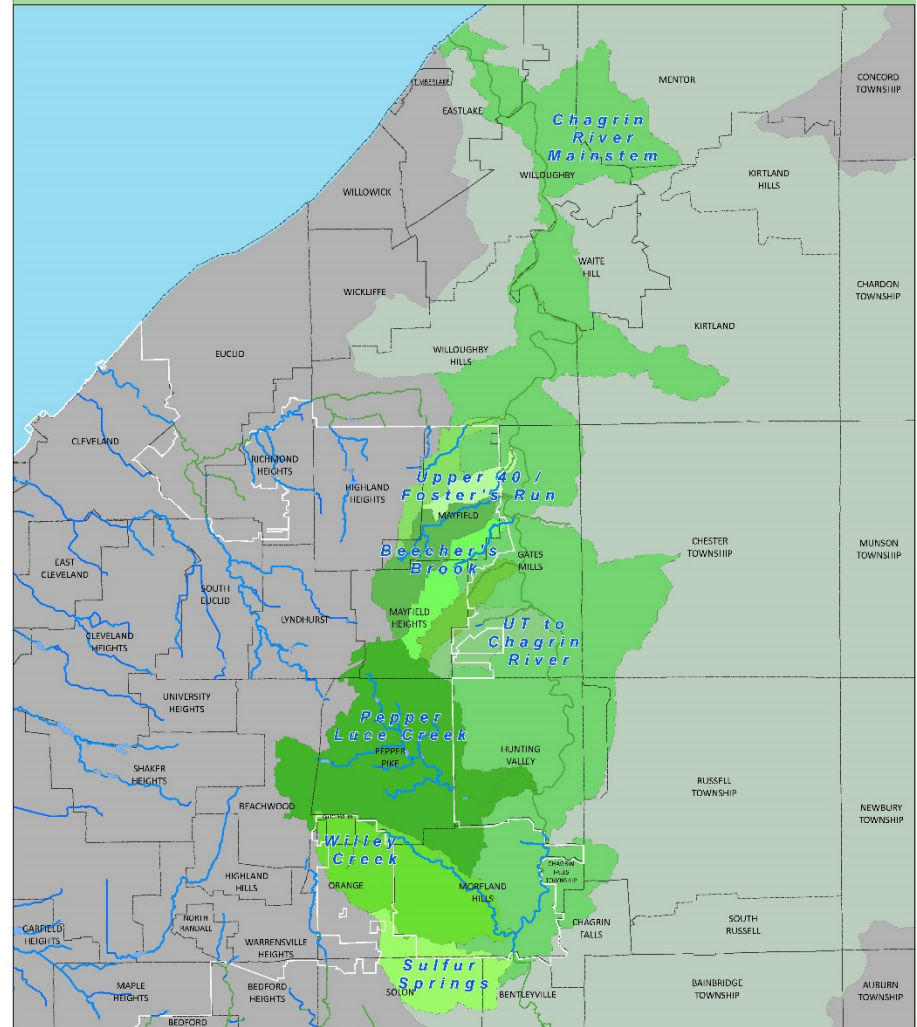 MENTOR
CONCORD
TOWNSHIP
EASTLAKE
Chagrin
River
Mainstem
WILLOUGHBY
KIRTLAND
HILLS
WILLOWICK
WAITE
HILL
WICKLIFFE
CHARDON
TOWNSHIP
KIRTLAND
EUCLID
WILLOUGHBY
HILLS
CLEVELAND
RICHMOND
HEIGHTS
HIGHLAND
HEIGHTS
Upper 40 /
Foster's Run
MAYFIELD
Beecher's
Brook
GATES
MILLS
CHESTER
TOWNSHIP
MUNSON
TOWNSHIP
EAST
CLEVELAND
SOUTH
EUCLID
LYNDHURST
MAYFIELD
HEIGHTS
UT to
Chagrin
River
CLEVELAND
HEIGHTS
UNIVERSITY
HEIGHTS
Pepper
Luce Creek
PEPPER
PIKE
HUNTING
VALLEY
SHAKER
HEIGHTS
RUSSELL
TOWNSHIP
BEACHWOOD
NEWBURY
TOWNSHIP
Willey
Creek
HIGHLAND
HILLS
ORANGE
MORELAND
HILLS
CHAGRIN
FALLS
TOWNSHIP
GARFIELD
HEIGHTS
NORTH
RANDALL
WARRENSVILLE
HEIGHTS
CHAGRIN
FALLS
SOUTH
RUSSELL
Sulfur
Springs
MAPLE
HEIGHTS
BEDFORD
HEIGHTS
SOLON
BENTLEYVILLE
BAINBRIDGE
TOWNSHIP
AUBURN
TOWNSHIP
BEDFORD